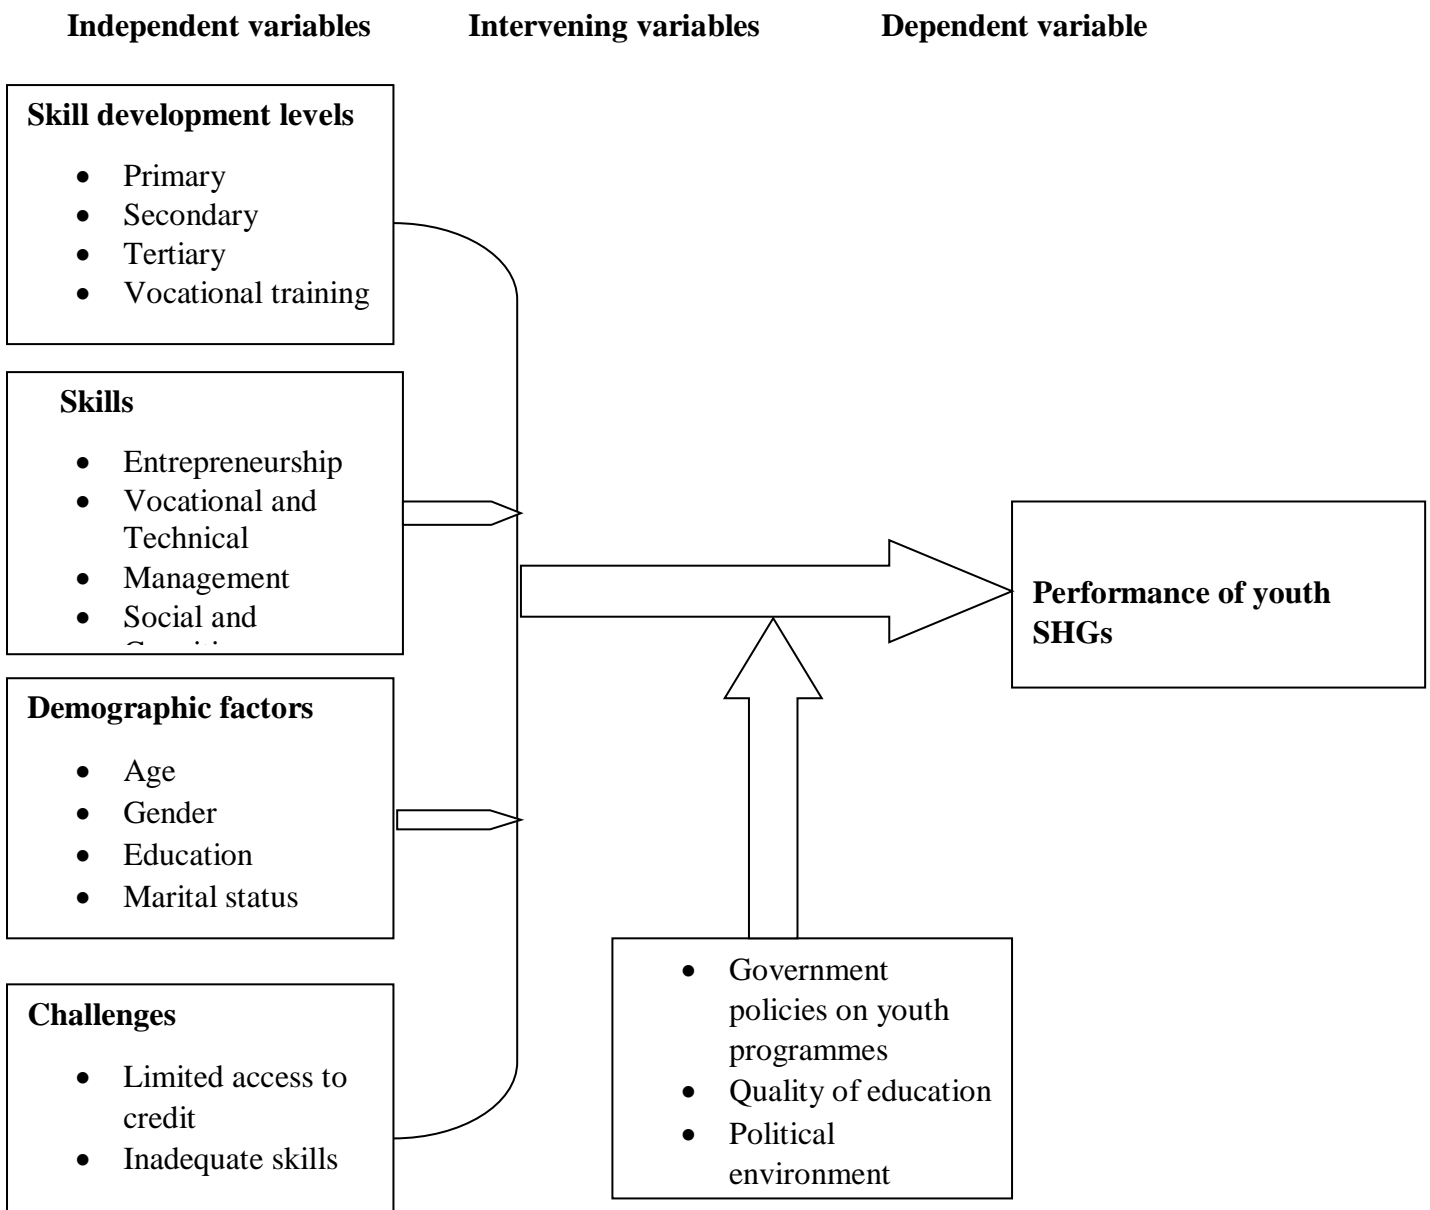 Independent variables
Intervening variables
Dependent variable
Skill development levels
• Primary
• Secondary
• Tertiary
• Vocational training
Skills
• Entrepreneurship
• Vocational and
Technical
• Management
• Social and
Demographic factors
• Age
• Gender
• Education
• Marital status
Challenges
• Limited access to
credit
• Inadequate skills
• Government
policies on youth
programmes
• Quality of education
• Political
environment
Performance of youth
SHGs